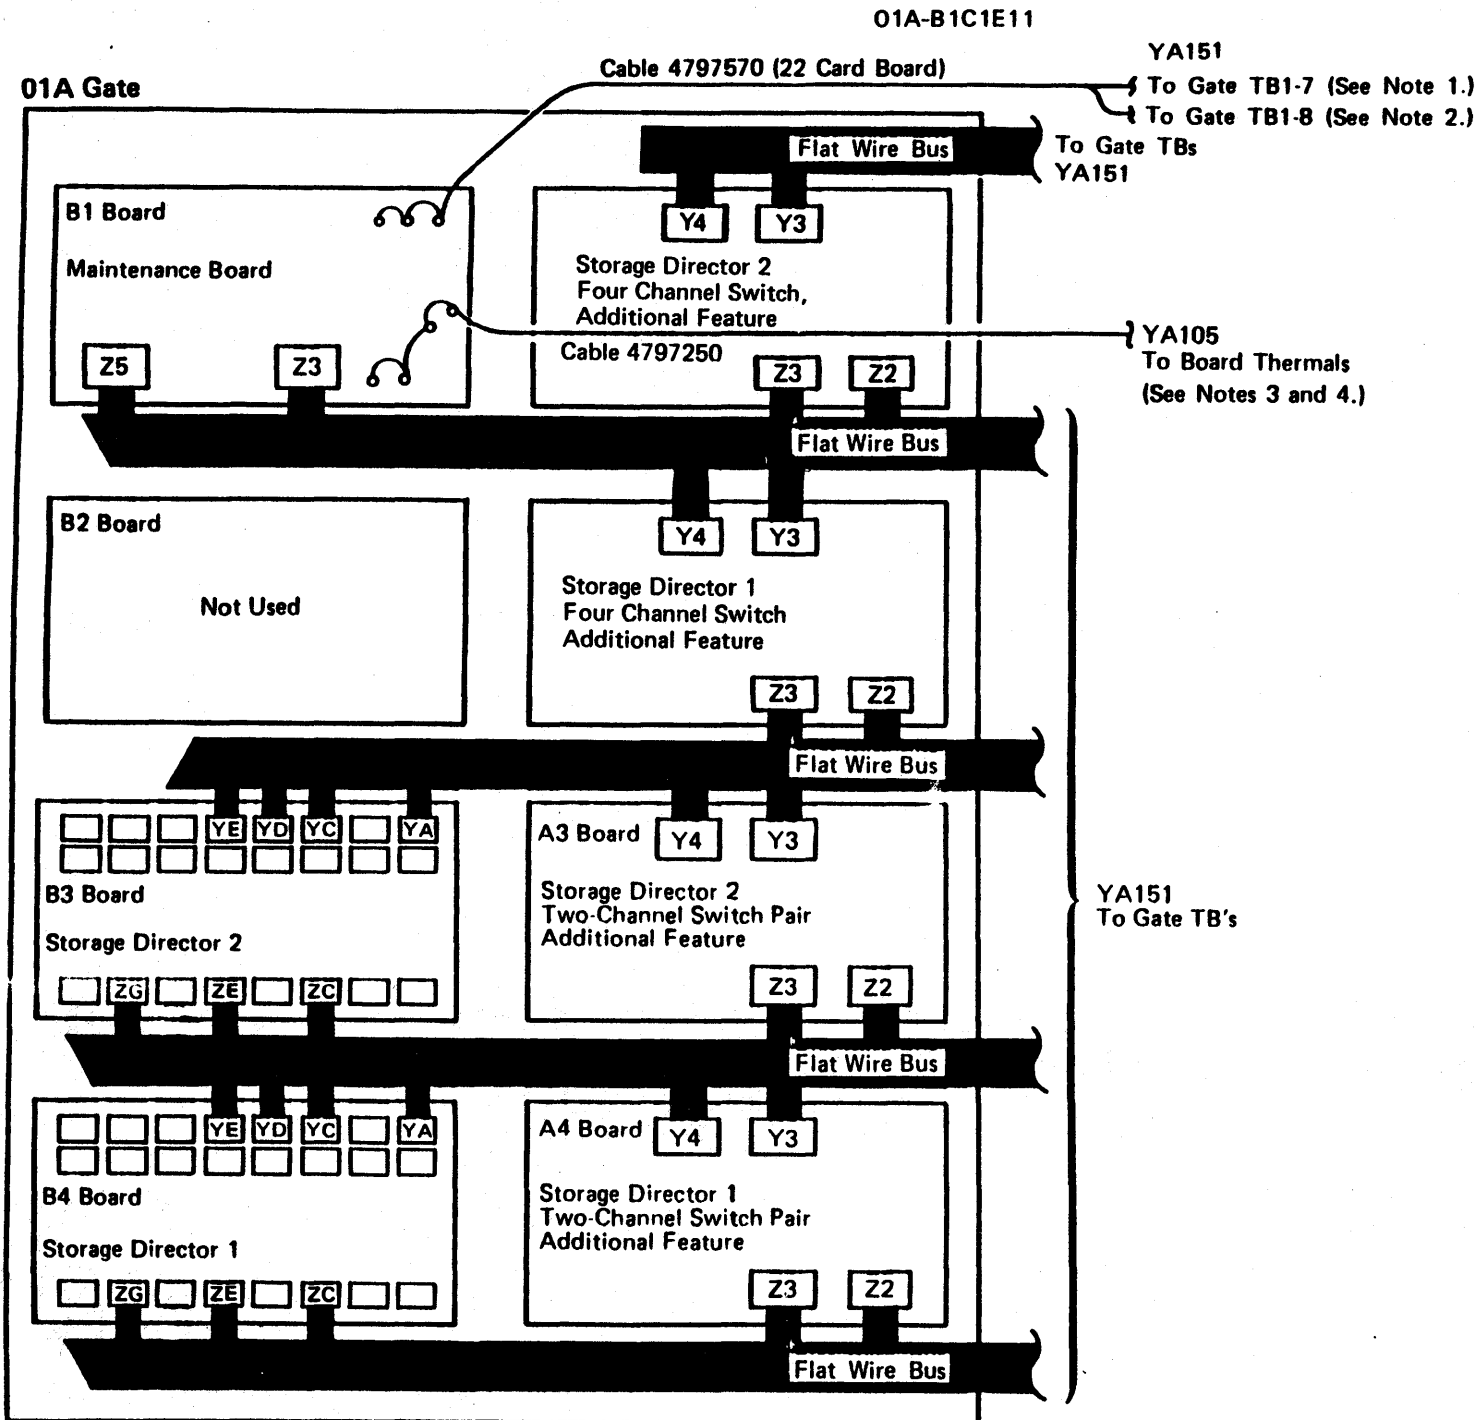 01A-B1C1E11
YA151
Cable 4797570 (22 Card Board)
To Gate TB1-7 (See Note 1.)
To Gate TB1-8 (See Note 2.)
01A Gate
Flat Wire Bus
To Gate TBs
YA151
B1 Board
Maintenance Board
Z5
Z3
Y4
Y3
Storage Director 2
Four Channel Switch,
Additional Feature
Cable 4797250
Z3
Z2
YA105
To Board Thermals
(See Notes 3 and 4.)
Flat Wire Bus
B2 Board
Not Used
Y4
Y3
Storage Director 1
Four Channel Switch
Additional Feature
Z3
Z2
Flat Wire Bus
YE
YD
YC
YA
B3 Board
Storage Director 2
ZG
ZE
ZC
A3 Board
Y4
Y3
Storage Director 2
Two-Channel Switch Pair
Additional Feature
Z3
Z2
YA151
To Gate TB's
Flat Wire Bus
YE
YD
YC
YA
B4 Board
Storage Director 1
ZG
ZE
ZC
A4 Board
Y4
Y3
Storage Director 1
Two-Channel Switch Pair
Additional Feature
Z3
Z2
Flat Wire Bus